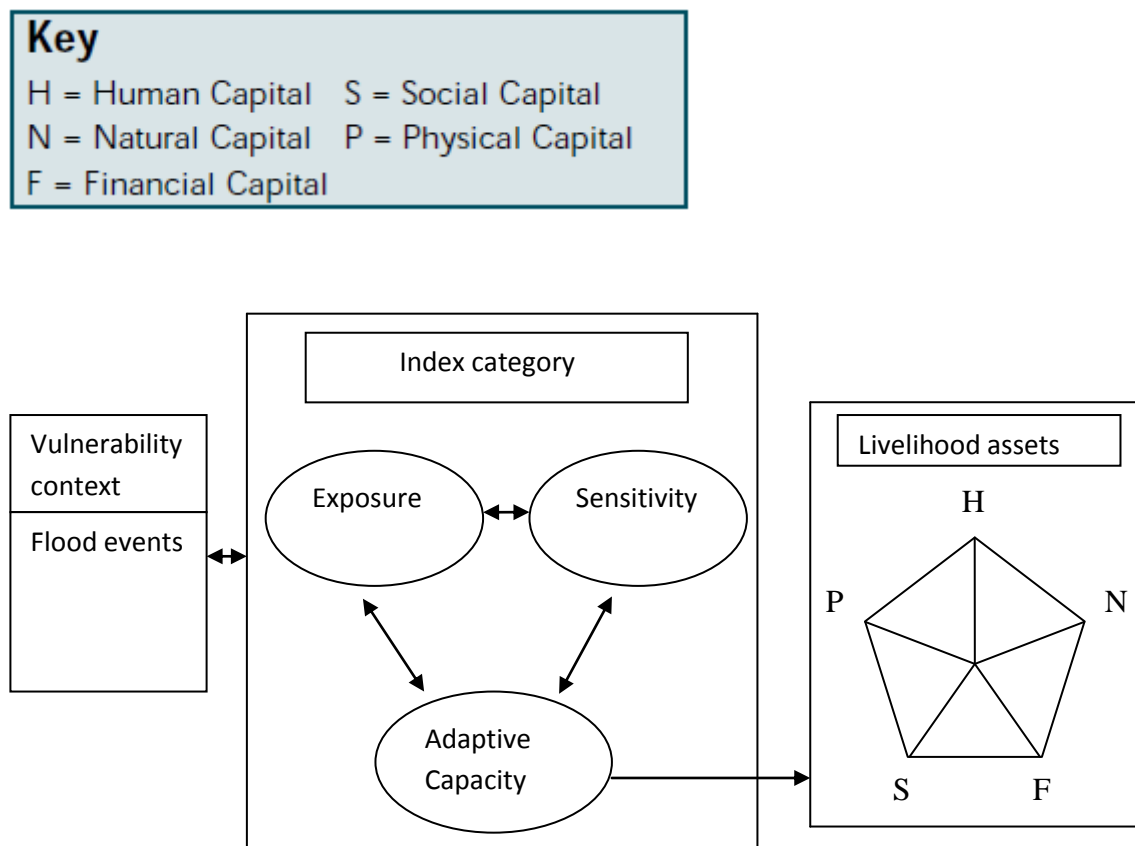 Key
H = Human Capital S = Social Capital
N = Natural Capital P = Physical Capital
F = Financial Capital
Index category
Vulnerability
context
Flood events
Exposure
Sensitivity
Adaptive
Capacity
Livelihood assets
H
P
N
S
F